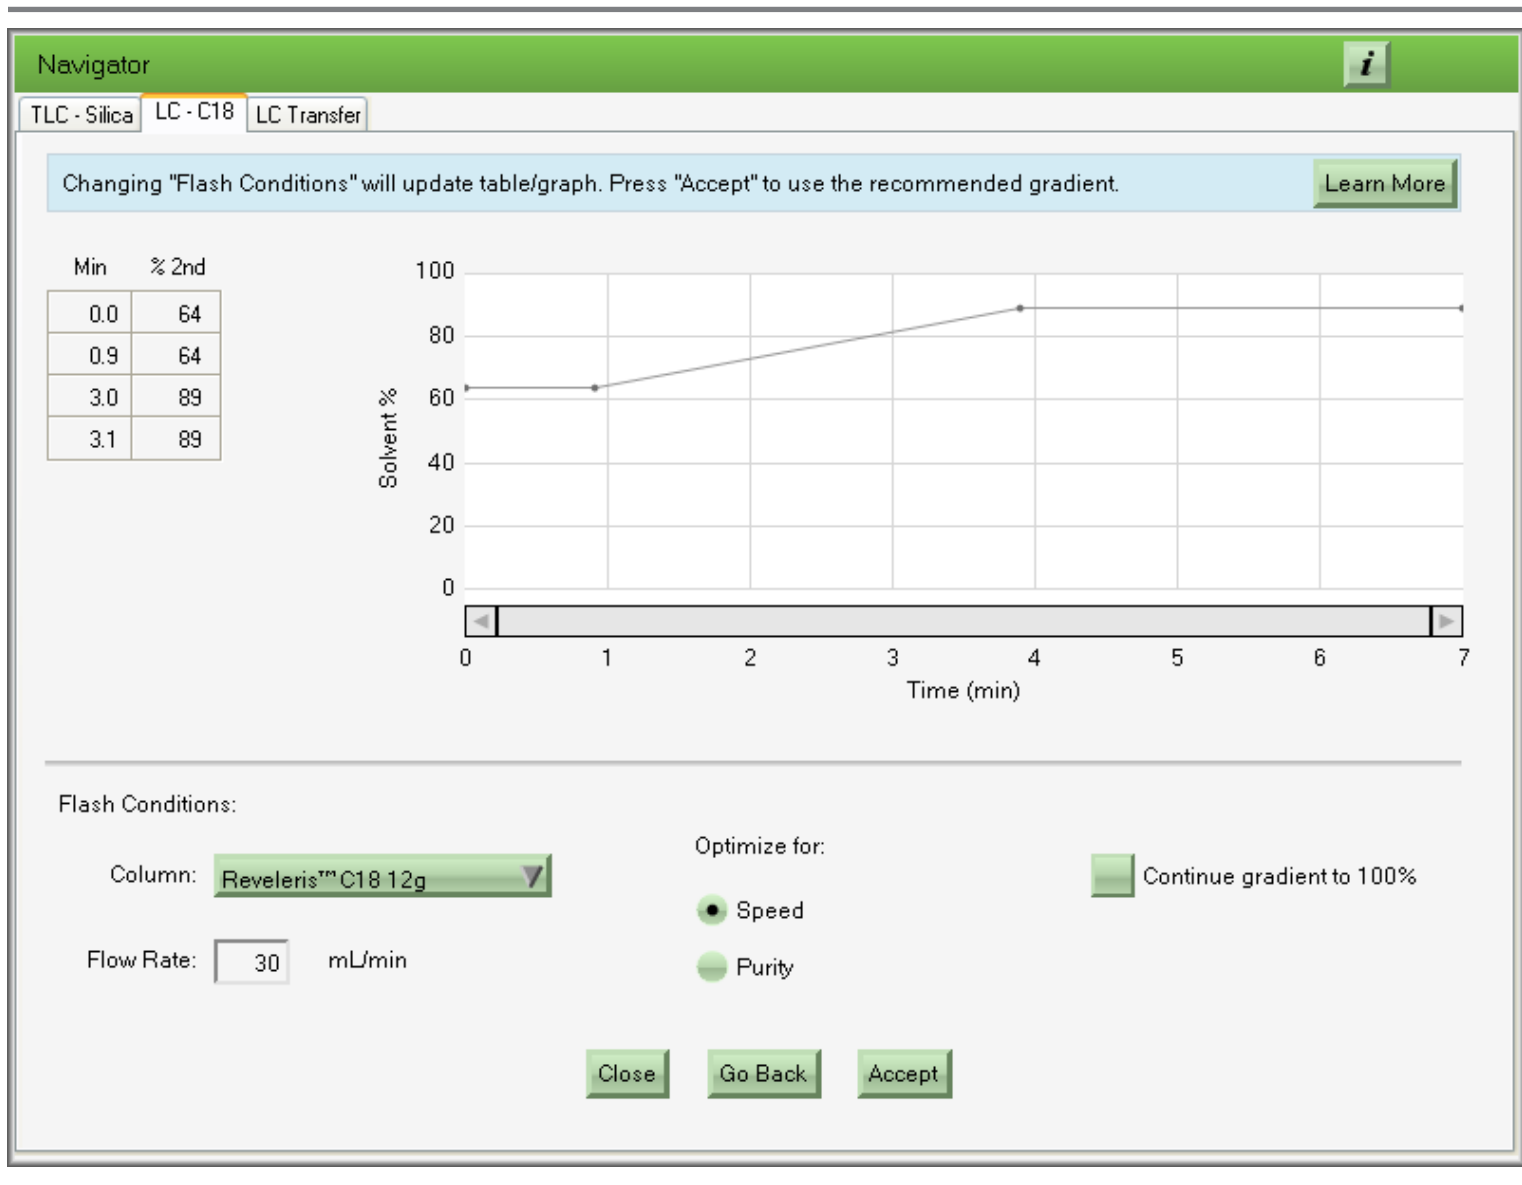 Navigator
i
TLC - Silica LC - C18 LC Transfer
Changing "Flash Conditions" will update table/graph. Press "Accept" to use the recommended gradient.
Learn More
Min % 2nd
0.0 64
0.9 64
3.0 89
3.1 89
Solvent %
100
80
60
40
20
0
0 1 2 3 4 5 6 7
Time (min)
Flash Conditions:
Column: Reveleris™ C18 12g
Flow Rate: 30 mL/min
Optimize for:
Speed
Purity
Continue gradient to 100%
Close Go Back Accept